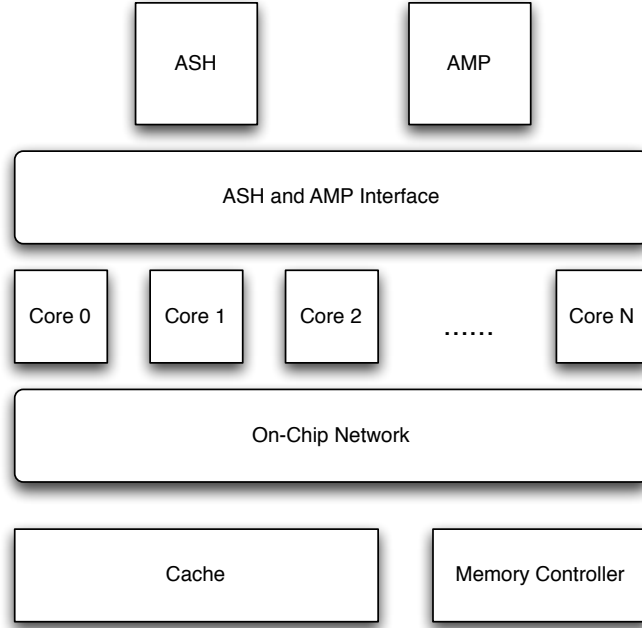 ASH
AMP
ASH and AMP Interface
Core 0
Core 1
Core 2
......
Core N
On-Chip Network
Cache
Memory Controller